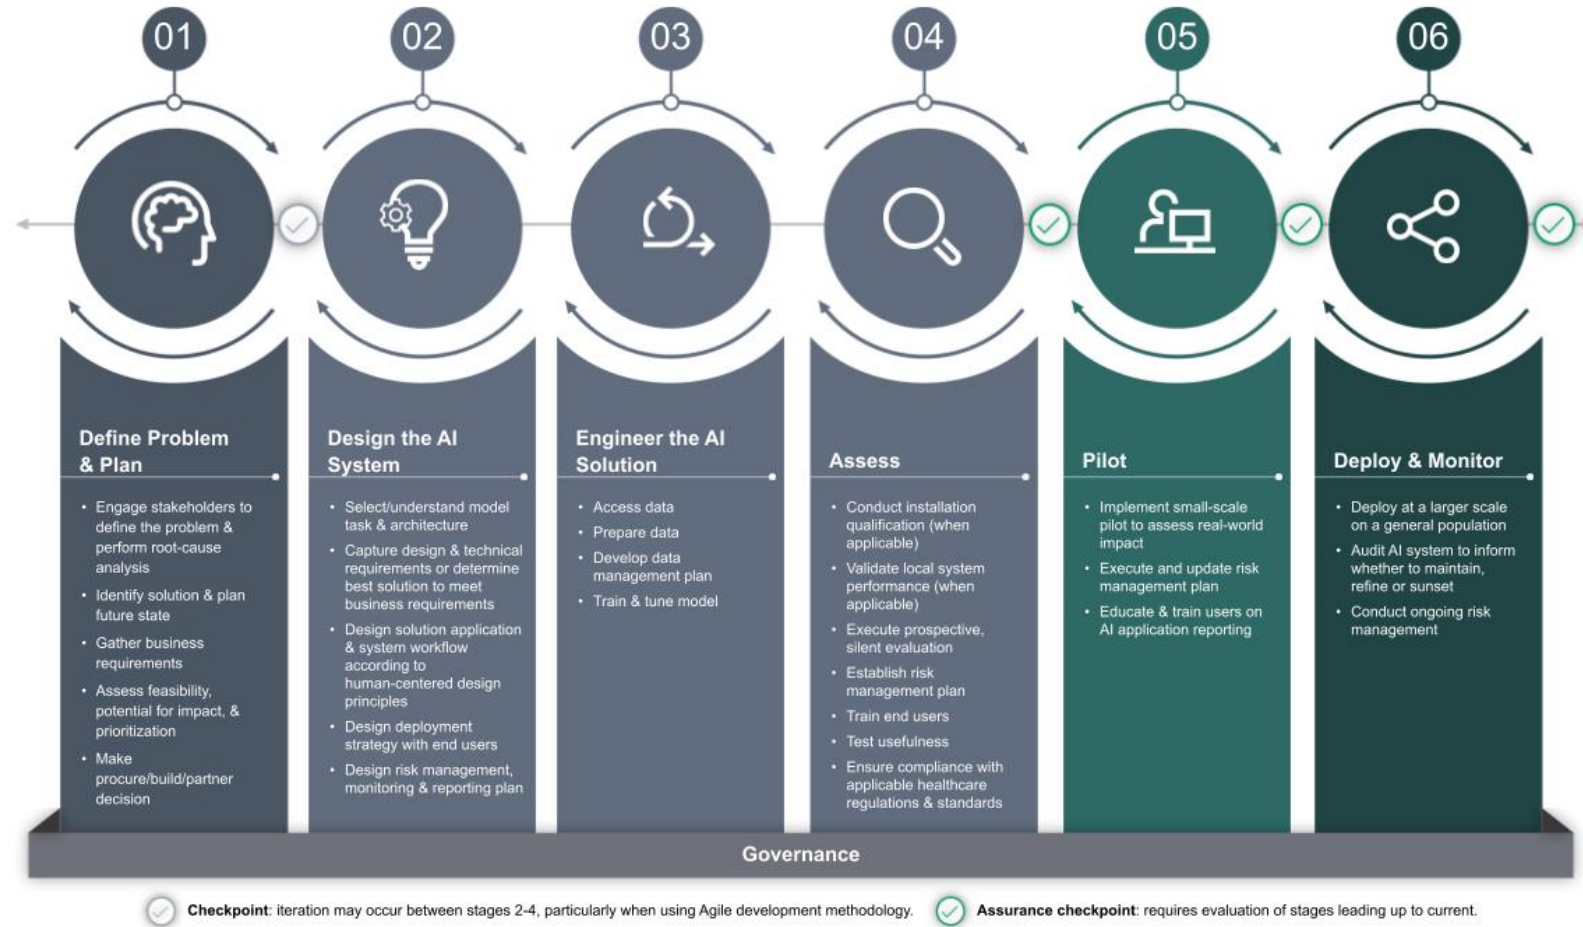 01
02
03
04
05
06
Define Problem
& Plan
• Engage stakeholders to
define the problem &
perform root-cause
analysis
• Identify solution & plan
future state
• Gather business
requirements
• Assess feasibility,
potential for impact, &
prioritization
• Make
procure/build/partner
decision
Design the AI
System
• Select/understand model
task & architecture
• Capture design & technical
requirements or determine
best solution to meet
business requirements
• Design solution application
& system workflow
according to
human-centered design
principles
• Design deployment
strategy with end users
• Design risk management,
monitoring & reporting plan
Engineer the AI
Solution
• Access data
• Prepare data
• Develop data
management plan
• Train & tune model
Assess
• Conduct installation
qualification (when
applicable)
• Validate local system
performance (when
applicable)
• Execute prospective,
silent evaluation
• Establish risk
management plan
• Train end users
• Test usefulness
• Ensure compliance with
applicable healthcare
regulations & standards
Pilot
• Implement small-scale
pilot to assess real-world
impact
• Execute and update risk
management plan
• Educate & train users on
AI application reporting
Deploy & Monitor
• Deploy at a larger scale
on a general population
• Audit AI system to inform
whether to maintain,
refine or sunset
• Conduct ongoing risk
management
Governance
Checkpoint: iteration may occur between stages 2-4, particularly when using Agile development methodology.
Assurance checkpoint: requires evaluation of stages leading up to current.